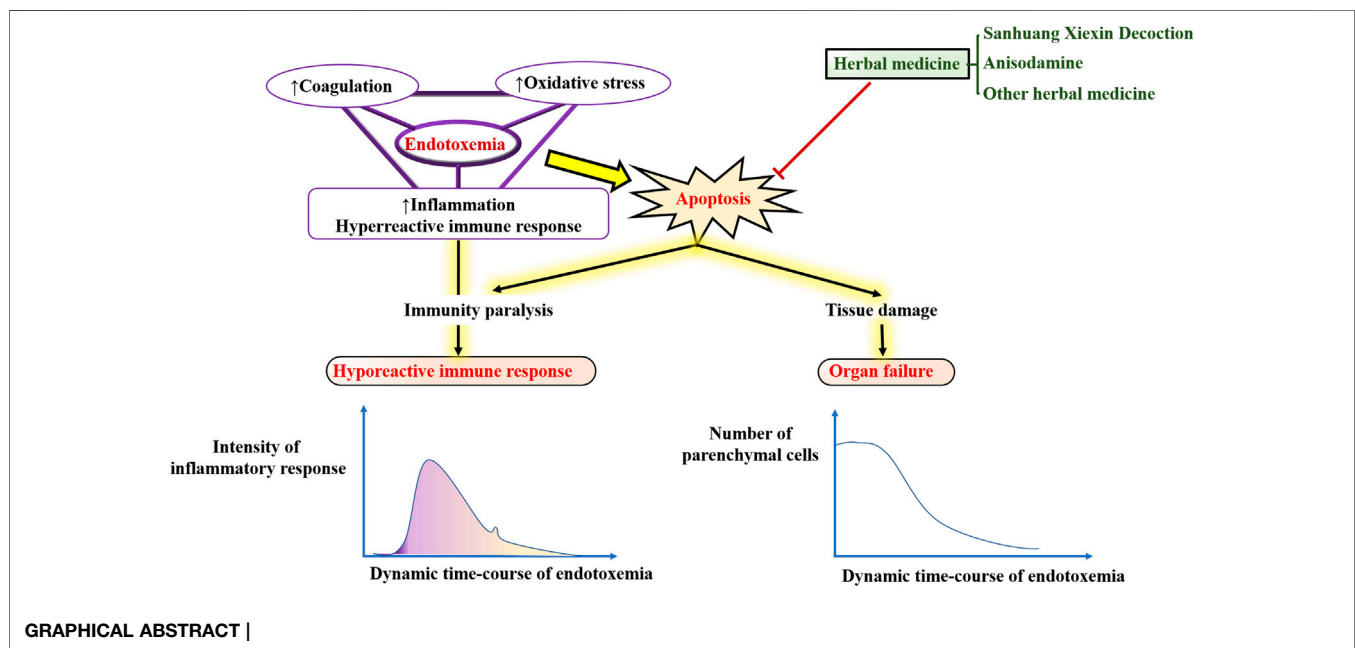 Sanhuang Xiexin Decoction
Herbal medicine
Anisodamine
Other herbal medicine
↑Coagulation
↑Oxidative stress
Endotoxemia
Apoptosis
↑Inflammation
Hyperreactive immune response
Immunity paralysis
Tissue damage
Hyporeactive immune response
Organ failure
Intensity of
inflammatory response
Number of
parenchymal cells
Dynamic time-course of endotoxemia
Dynamic time-course of endotoxemia
GRAPHICAL ABSTRACT |